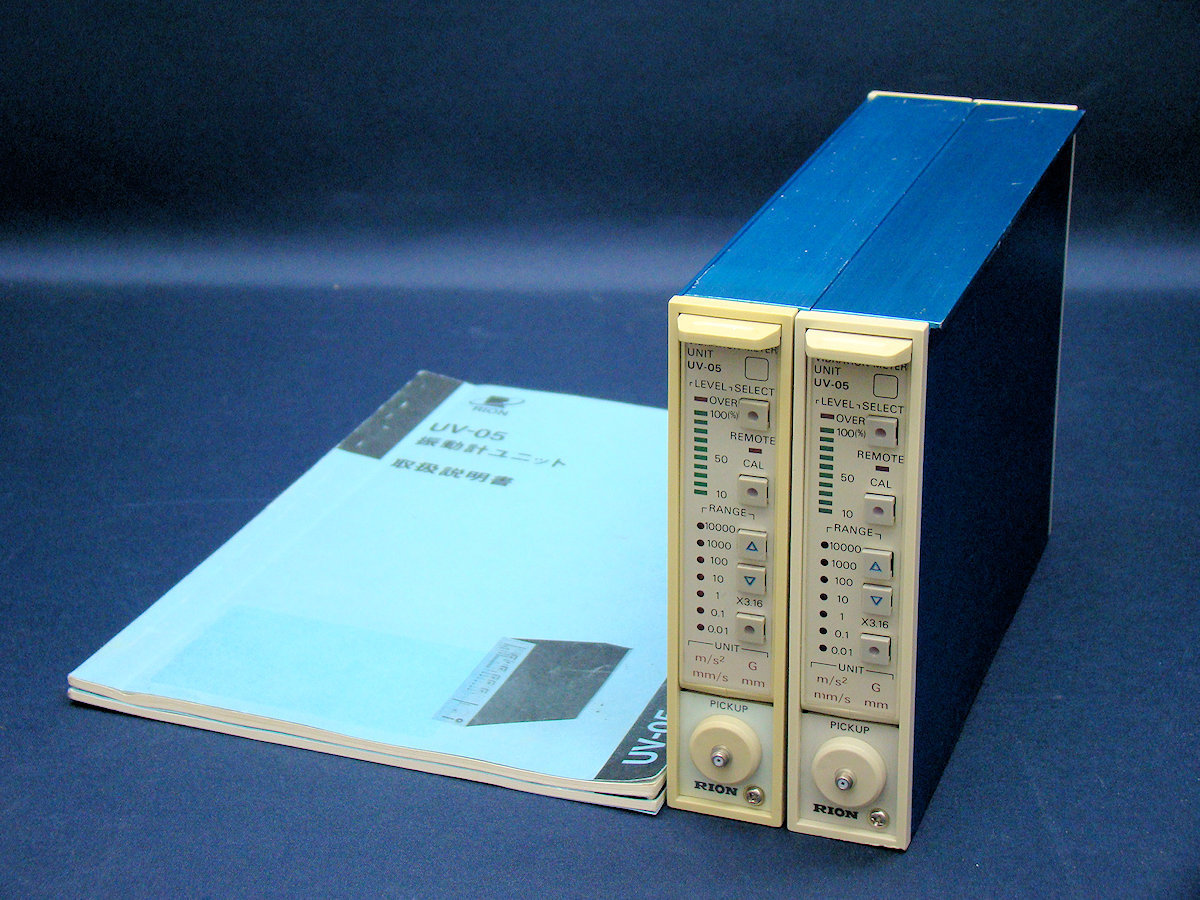 RION
UV-05
振動計ユニット
取扱説明書
UV-05
UNIT
UV-05
LEVEL SELECT
OVER
100(%)
REMOTE
50
CAL
10
RANGE
10000
1000
100
10
1
X3.16
0.1
0.01
UNIT
m/s² G
mm/s mm
PICKUP
RION
VIBRATION METER
UNIT
UV-05
LEVEL SELECT
OVER
100(%)
REMOTE
50
CAL
10
RANGE
10000
1000
100
10
1
X3.16
0.1
0.01
UNIT
m/s² G
mm/s mm
PICKUP
RION